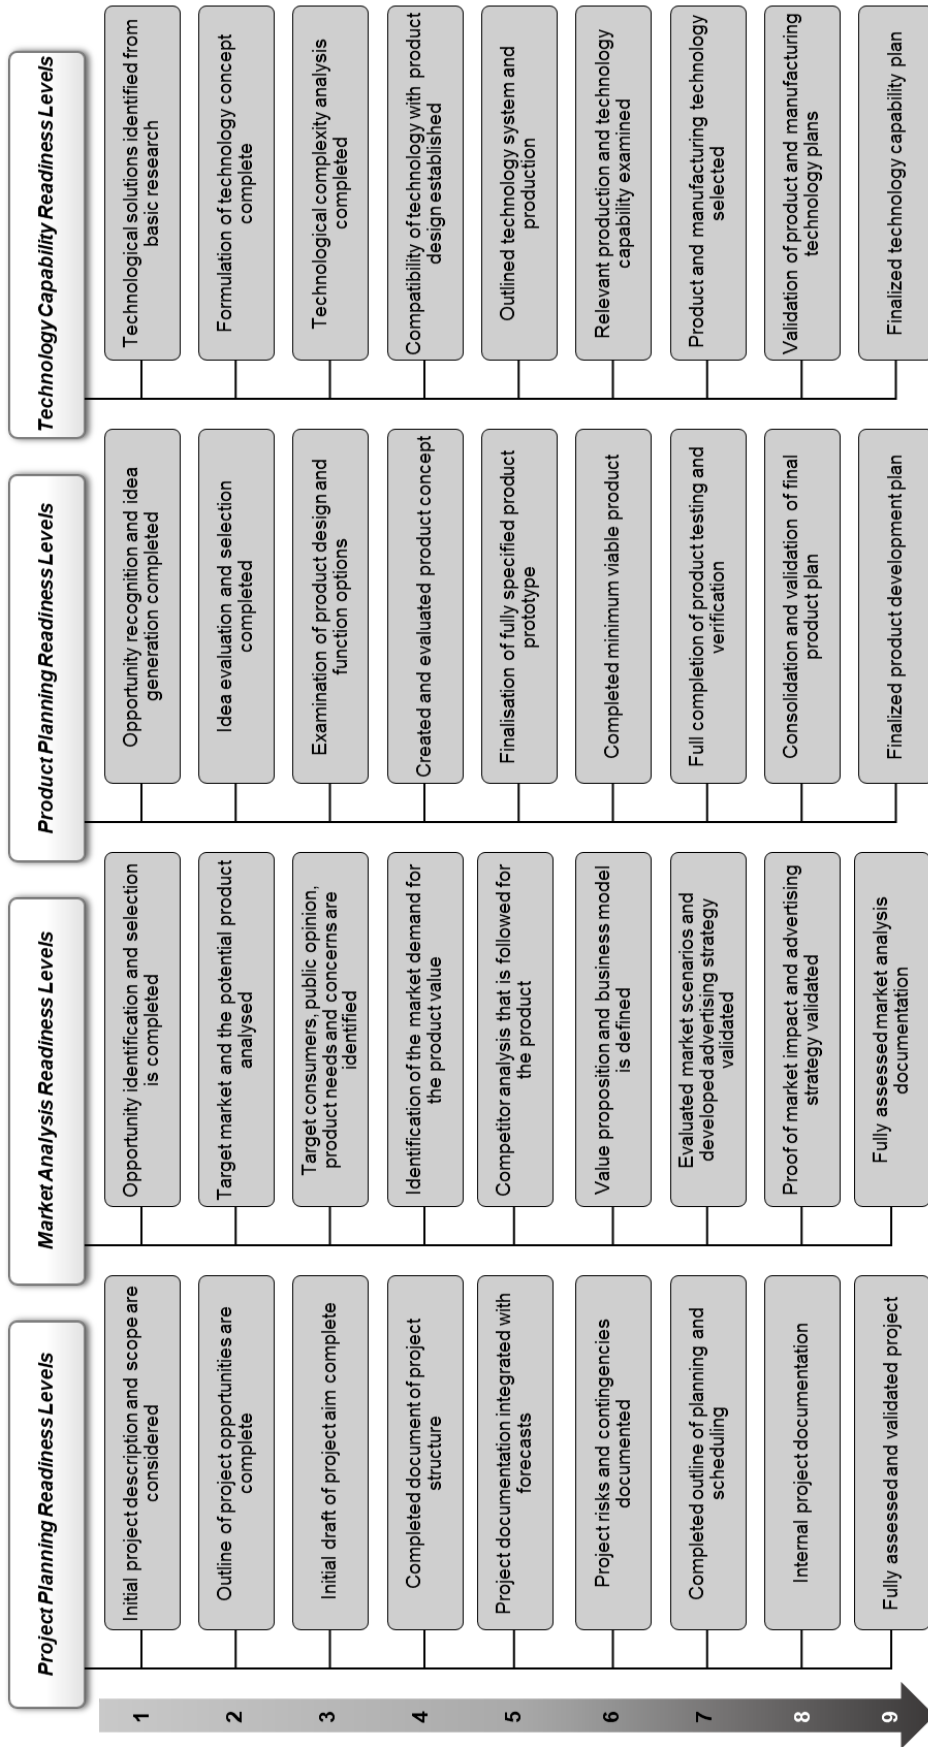 Project Planning Readiness Levels
Initial project description and scope are
considered
Outline of project opportunities are
complete
Initial draft of project aim complete
Completed document of project
structure
Project documentation integrated with
forecasts
Project risks and contingencies
documented
Completed outline of planning and
scheduling
Internal project documentation
Fully assessed and validated project
Market Analysis Readiness Levels
Opportunity identification and selection
is completed
Target market and the potential product
analysed
Target consumers, public opinion,
product needs and concerns are
identified
Identification of the market demand for
the product value
Competitor analysis that is followed for
the product
Value proposition and business model
is defined
Evaluated market scenarios and
developed advertising strategy
validated
Proof of market impact and advertising
strategy validated
Fully assessed market analysis
documentation
Product Planning Readiness Levels
Opportunity recognition and idea
generation completed
Idea evaluation and selection
completed
Examination of product design and
function options
Created and evaluated product concept
Finalisation of fully specified product
prototype
Completed minimum viable product
Full completion of product testing and
verification
Consolidation and validation of final
product plan
Finalized product development plan
Technology Capability Readiness Levels
Technological solutions identified from
basic research
Formulation of technology concept
complete
Technological complexity analysis
completed
Compatibility of technology with product
design established
Outlined technology system and
production
Relevant production and technology
capability examined
Product and manufacturing technology
selected
Validation of product and manufacturing
technology plans
Finalized technology capability plan
1
2
3
4
5
6
7
8
9